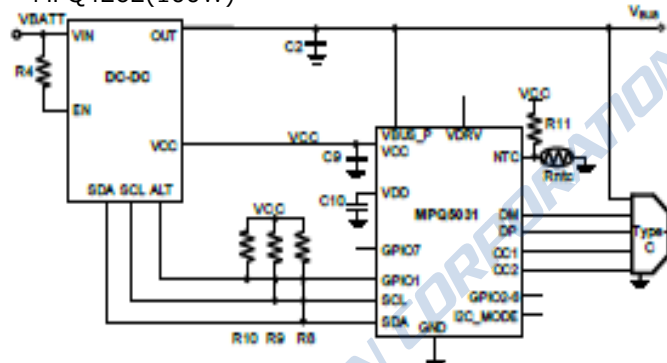 VBATT
VIN
OUT
VBUS
C2
R4
DC-DC
EN
VCC
VCC
VCC
R11
VBUS_P
VDRV
VCC
C9
NTC
Rntc
SDA SCL ALT
C10
VDD
MPQ5031
VCC
DM
DP
Type-C
GPIO7
CC1
CC2
GPIO1
SCL
GPIO2-6
SDA
I2C_MODE
R10 R9 R8
GND
CORPORATION